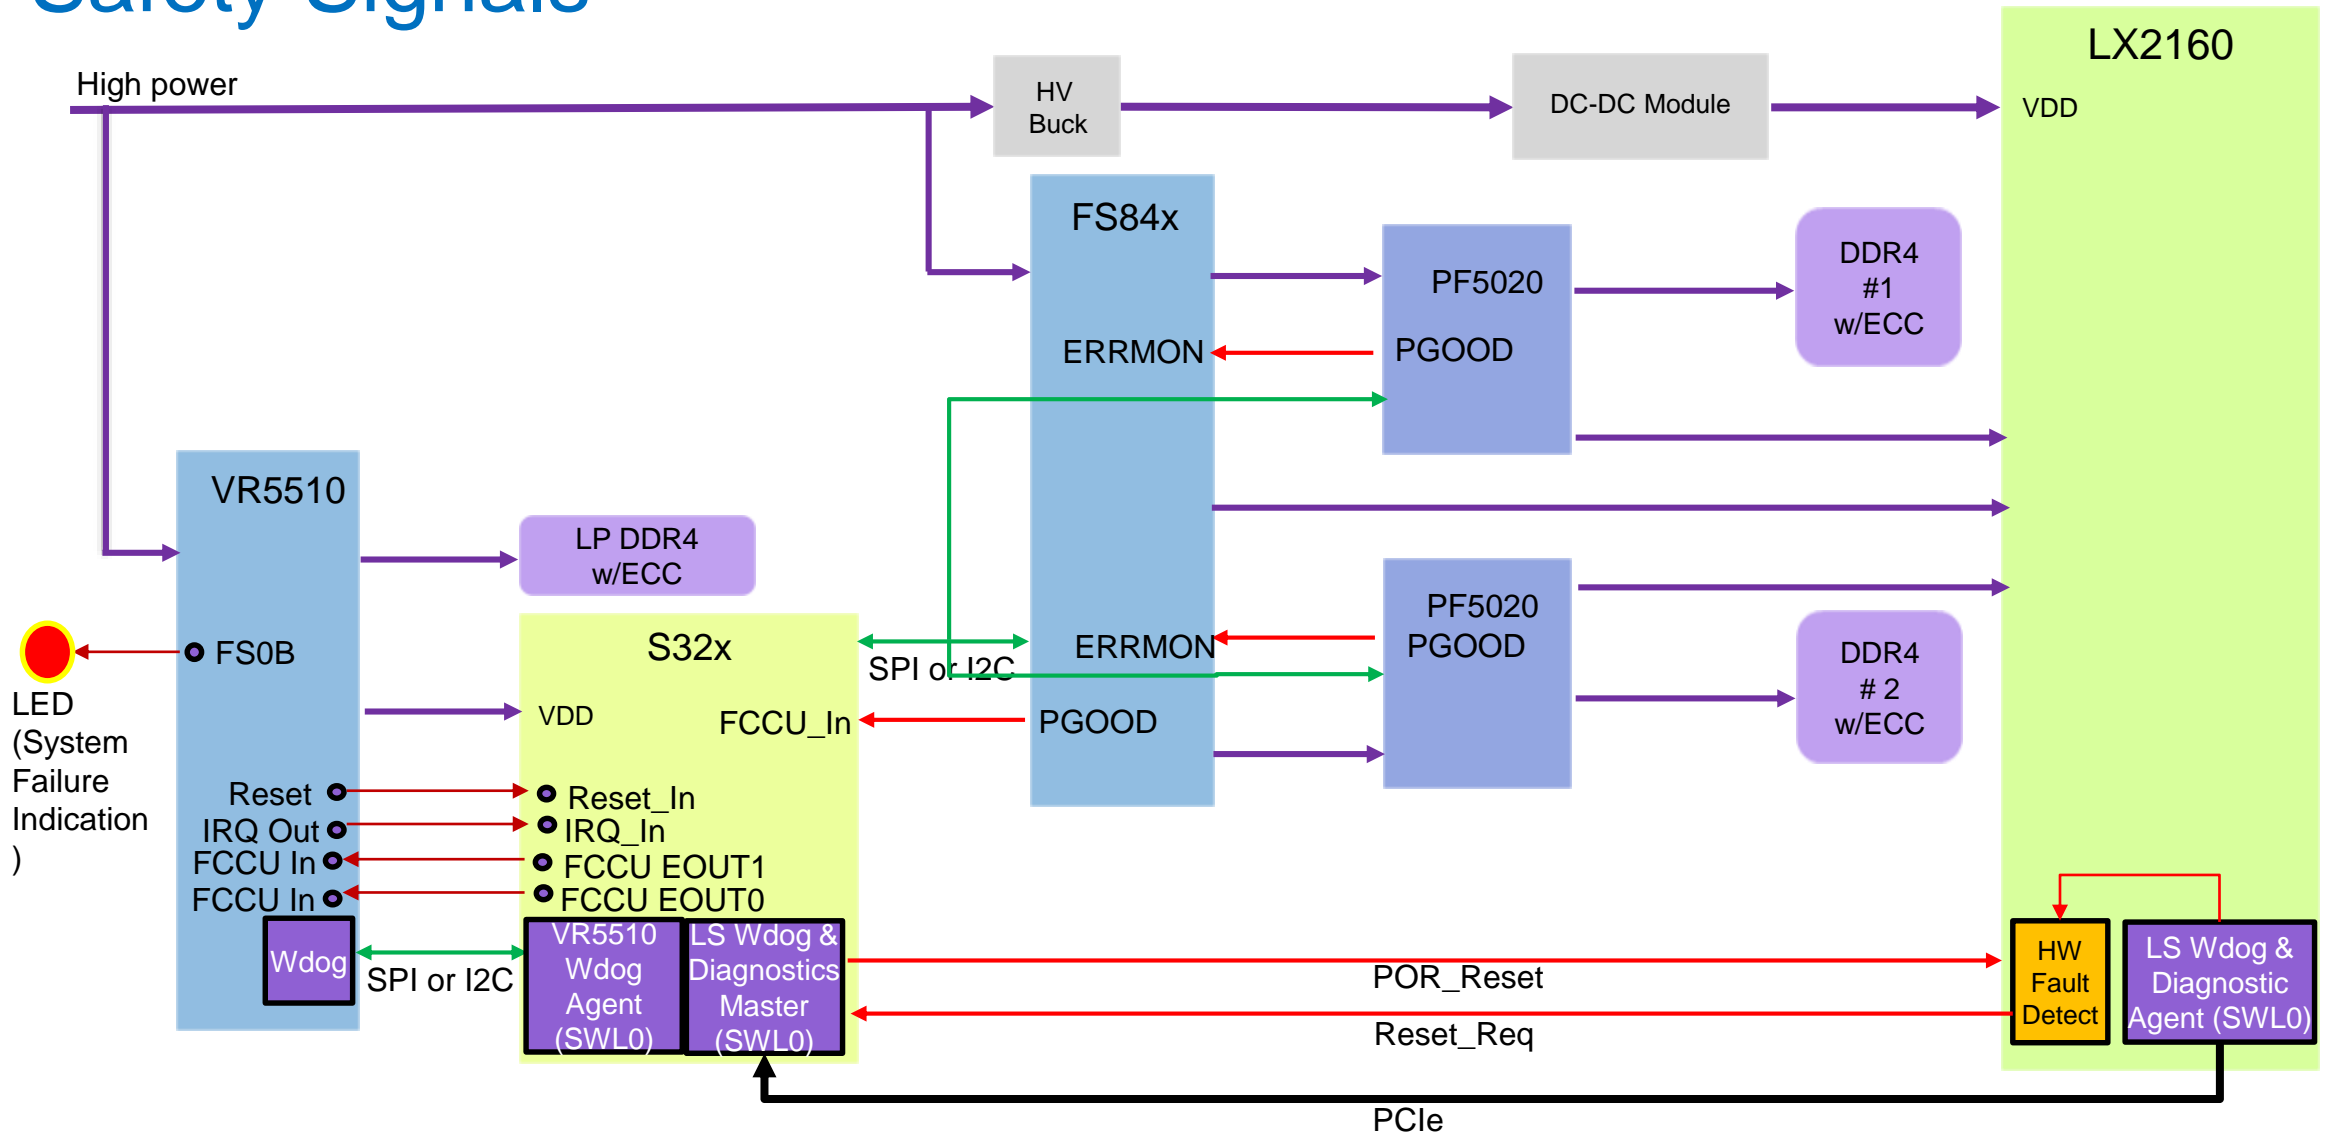 Safety Signals
High power
HV
Buck
DC-DC Module
LX2160
VDD
FS84x
PF5020
DDR4
#1
w/ECC
ERRMON
PGOOD
VR5510
LP DDR4
w/ECC
PF5020
PGOOD
DDR4
# 2
w/ECC
FS0B
S32x
ERRMON
SPI or I2C
LED
(System
Failure
Indication
)
VDD
FCCU_In
PGOOD
Reset
IRQ Out
FCCU In
FCCU In
Reset_In
IRQ_In
FCCU EOUT1
FCCU EOUT0
Wdog
SPI or I2C
VR5510
Wdog
Agent
(SWL0)
LS Wdog &
Diagnostics
Master
(SWL0)
POR_Reset
Reset_Req
HW
Fault
Detect
LS Wdog &
Diagnostic
Agent (SWL0)
PCIe